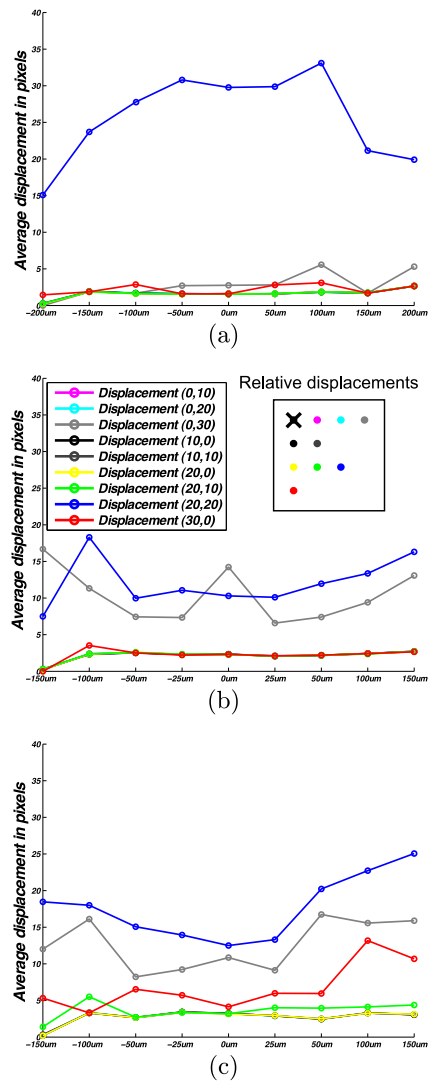 40
35
30
25
20
15
10
5
0
Average displacement in pixels
−200um −150um −100um −50um 0um 50um 100um 150um 200um
(a)
40
35
30
25
20
15
10
5
0
Average displacement in pixels
Displacement (0,10)
Displacement (0,20)
Displacement (0,30)
Displacement (10,0)
Displacement (10,10)
Displacement (20,0)
Displacement (20,10)
Displacement (20,20)
Displacement (30,0)
Relative displacements
−150um −100um −50um −25um 0um 25um 50um 100um 150um
(b)
40
35
30
25
20
15
10
5
0
Average displacement in pixels
−150um −100um −50um −25um 0um 25um 50um 100um 150um
(c)